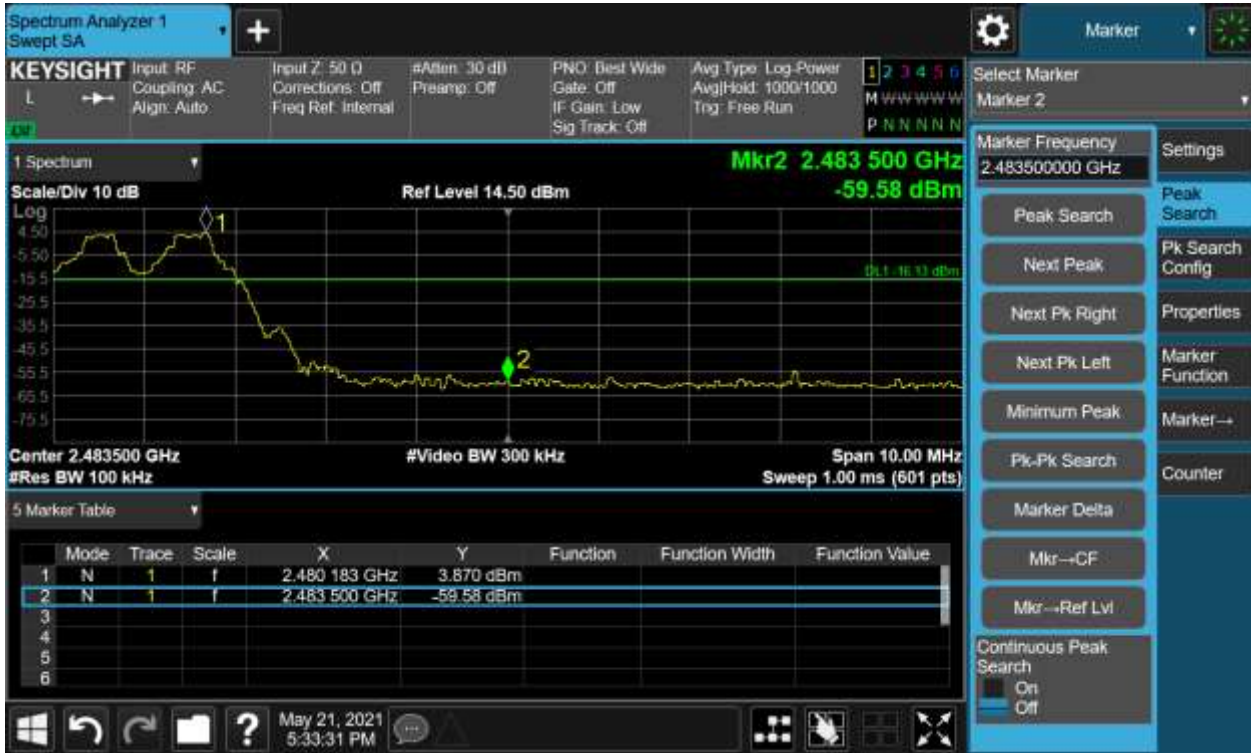 Spectrum Analyzer 1
Swept SA
+
Marker
KEYSIGHT
L
Input: RF
Coupling: AC
Align: Auto
Input Z: 50 Ω
Corrections: Off
Freq Ref: Internal
#Atten: 30 dB
Preamp: Off
PNO: Best Wide
Gate: Off
IF Gain: Low
Sig Track: Off
Avg Type: Log-Power
Avg|Hold: 1000/1000
Trig: Free Run
1 2 3 4 5 6
M W W W W W
P N N N N N
Select Marker
Marker 2
1 Spectrum
Mkr2 2.483 500 GHz
Scale/Div 10 dB
Ref Level 14.50 dBm
-59.58 dBm
Log
4.50
-5.50
-15.5
-25.5
-35.5
-45.5
-55.5
-65.5
-75.5
1
2
DL1 -16.13 dBm
Center 2.483500 GHz
#Video BW 300 kHz
Span 10.00 MHz
#Res BW 100 kHz
Sweep 1.00 ms (601 pts)
5 Marker Table
Mode Trace Scale X Y Function Function Width Function Value
1 N 1 f 2.480 183 GHz 3.870 dBm
2 N 1 f 2.483 500 GHz -59.58 dBm
3
4
5
6
May 21, 2021
5:33:31 PM
?
Marker Frequency
2.483500000 GHz
Peak Search
Next Peak
Next Pk Right
Next Pk Left
Minimum Peak
Pk-Pk Search
Marker Delta
Mkr→CF
Mkr→Ref Lvl
Continuous Peak
Search
On
Off
Settings
Peak
Search
Pk Search
Config
Properties
Marker
Function
Marker→
Counter